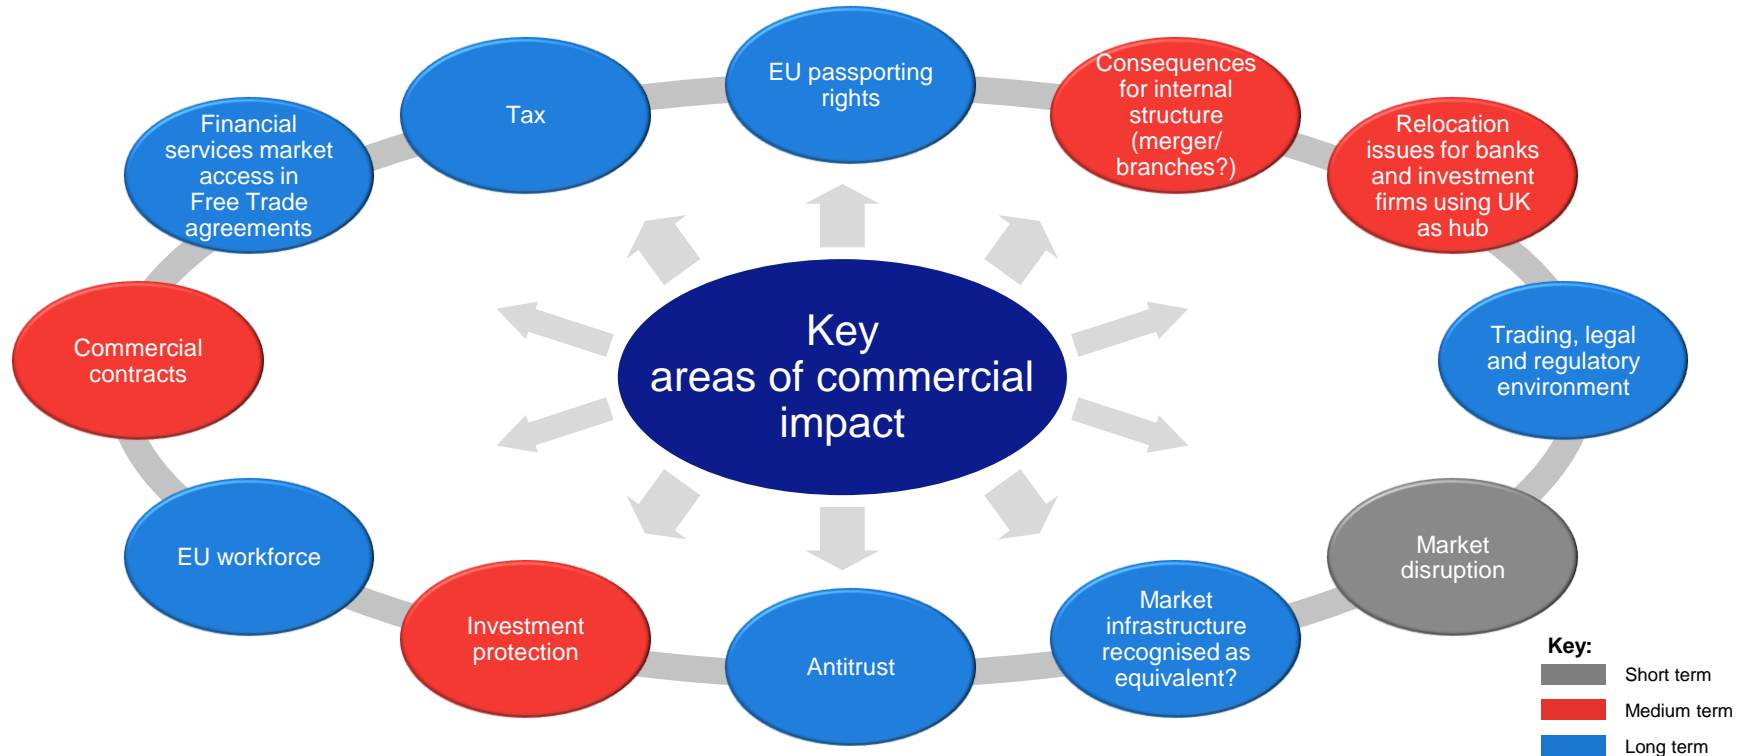 EU passporting
rights
Consequences
for internal
structure
(merger/
branches?)
Relocation
issues for banks
and investment
firms using UK
as hub
Trading, legal
and regulatory
environment
Market
disruption
Market
infrastructure
recognised as
equivalent?
Antitrust
Investment
protection
EU workforce
Commercial
contracts
Financial
services market
access in
Free Trade
agreements
Tax
Key
areas of commercial
impact
Key:
Short term
Medium term
Long term